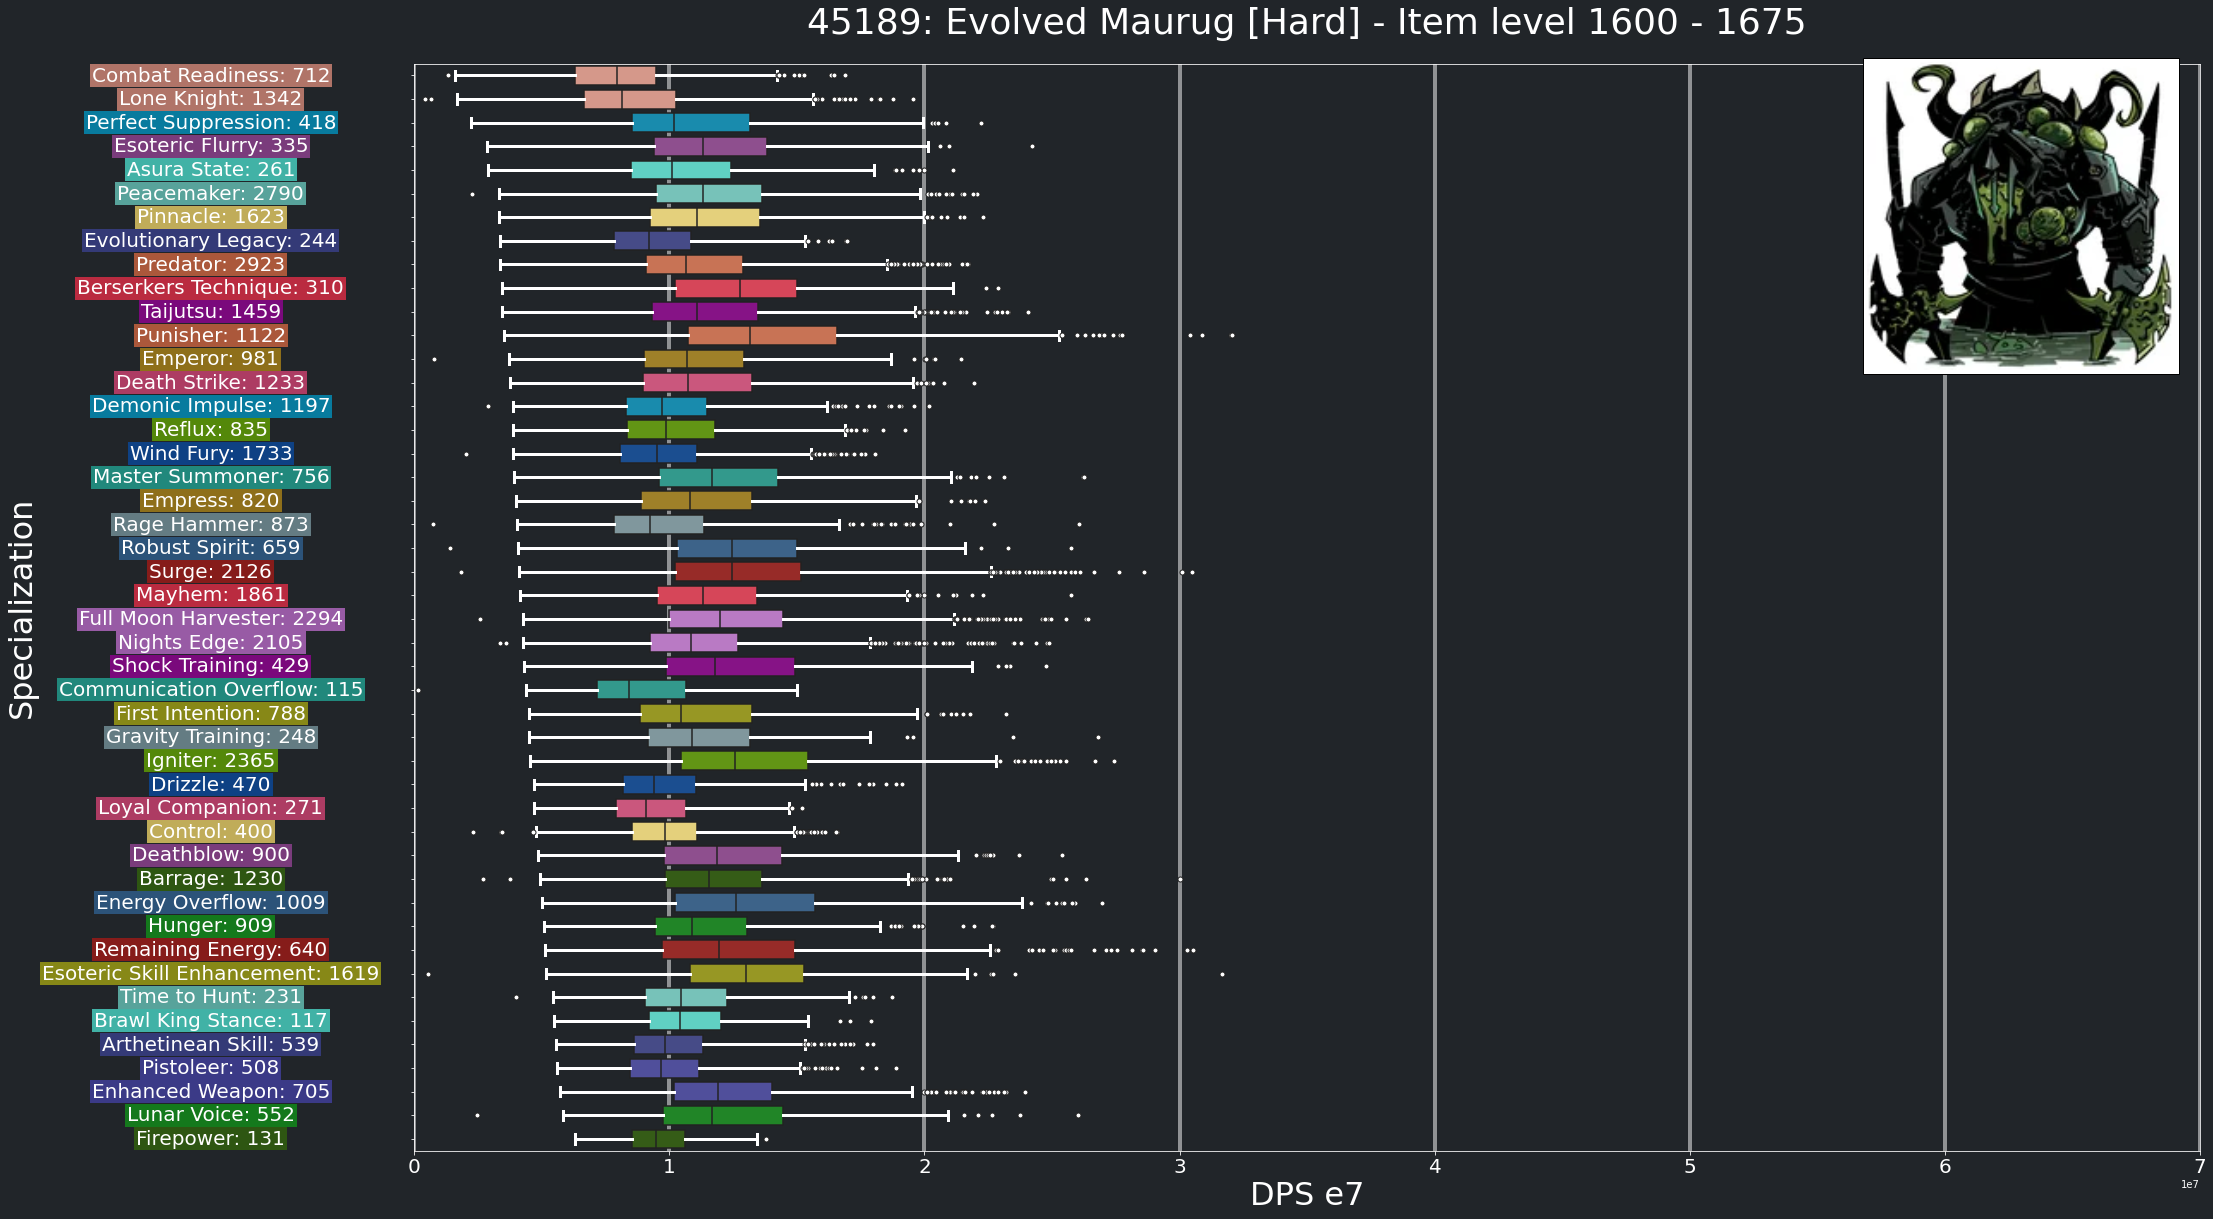 45189: Evolved Maurug [Hard] - Item level 1600 - 1675
Specialization
Combat Readiness: 712
Lone Knight: 1342
Perfect Suppression: 418
Esoteric Flurry: 335
Asura State: 261
Peacemaker: 2790
Pinnacle: 1623
Evolutionary Legacy: 244
Predator: 2923
Berserkers Technique: 310
Taijutsu: 1459
Punisher: 1122
Emperor: 981
Death Strike: 1233
Demonic Impulse: 1197
Reflux: 835
Wind Fury: 1733
Master Summoner: 756
Empress: 820
Rage Hammer: 873
Robust Spirit: 659
Surge: 2126
Mayhem: 1861
Full Moon Harvester: 2294
Nights Edge: 2105
Shock Training: 429
Communication Overflow: 115
First Intention: 788
Gravity Training: 248
Igniter: 2365
Drizzle: 470
Loyal Companion: 271
Control: 400
Deathblow: 900
Barrage: 1230
Energy Overflow: 1009
Hunger: 909
Remaining Energy: 640
Esoteric Skill Enhancement: 1619
Time to Hunt: 231
Brawl King Stance: 117
Arthetinean Skill: 539
Pistoleer: 508
Enhanced Weapon: 705
Lunar Voice: 552
Firepower: 131
0 1 2 3 4 5 6 7
1e7
DPS e7